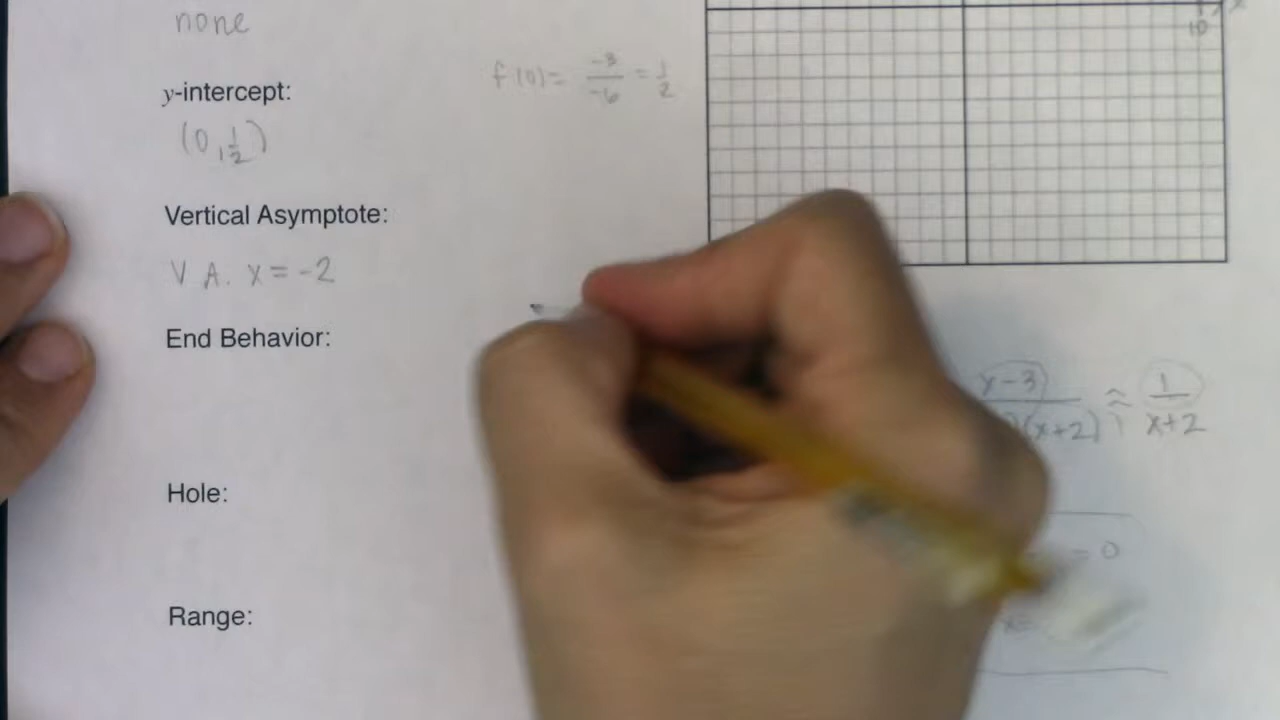 none
y-intercept:
f(0)= -3/-6 = 1/2
(0, 1/2)
Vertical Asymptote:
V A. x = -2
End Behavior:
x-3 / (x+2) ≈ 1 / x+2
Hole:
= 0
Range:
10
x